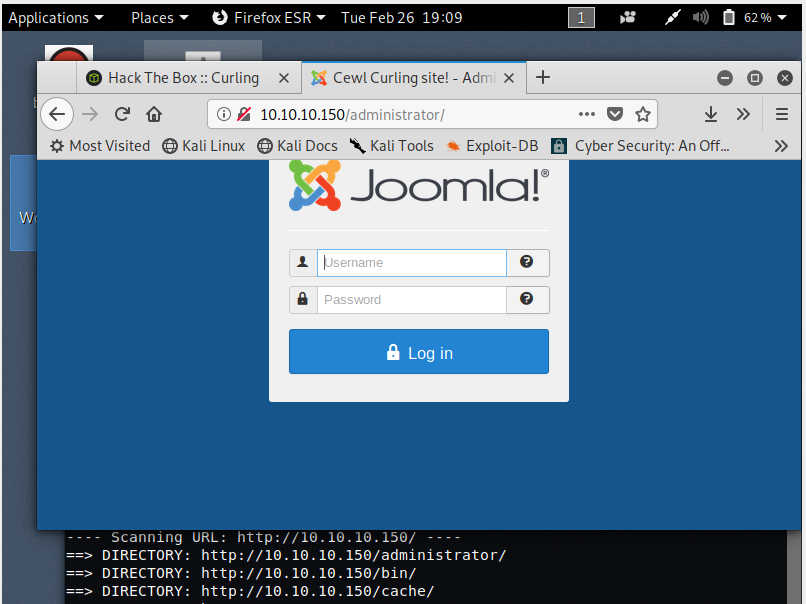 Applications Places Firefox ESR Tue Feb 26 19:09 1 62 %
Hack The Box :: Curling Cewl Curling site! - Admi
10.10.10.150/administrator/
Most Visited Kali Linux Kali Docs Kali Tools Exploit-DB Cyber Security: An Off...
Joomla!®
Username
Password
Log in
---- Scanning URL: http://10.10.10.150/ ----
==> DIRECTORY: http://10.10.10.150/administrator/
==> DIRECTORY: http://10.10.10.150/bin/
==> DIRECTORY: http://10.10.10.150/cache/